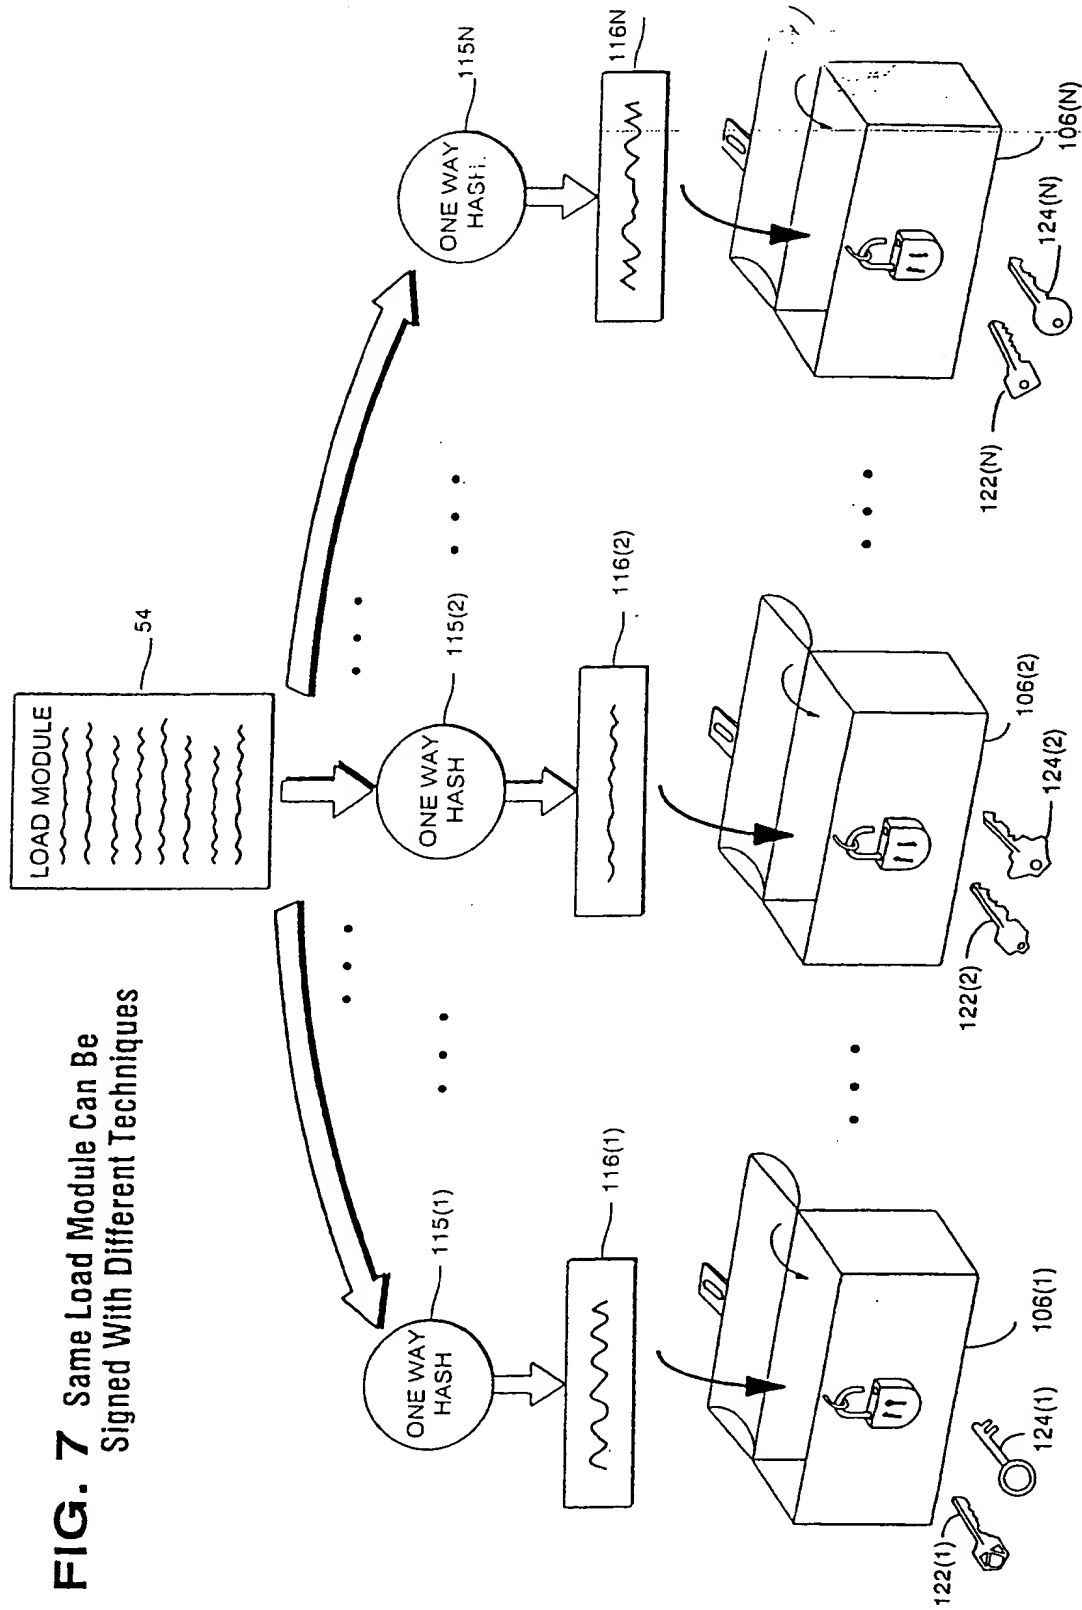 FIG. 7 Same Load Module Can Be
Signed With Different Techniques
LOAD MODULE
54
ONE WAY
HASH
115(1)
ONE WAY
HASH
115(2)
ONE WAY
HASH.
115N
116(1)
116(2)
116N
122(1)
124(1)
106(1)
122(2)
124(2)
106(2)
122(N)
124(N)
106(N)